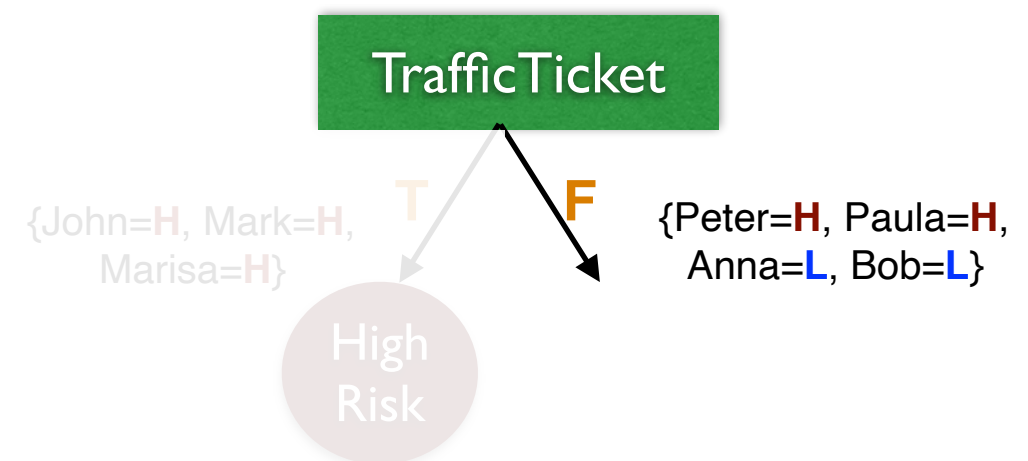 TrafficTicket
T
F
{John=H, Mark=H,
Marisa=H}
{Peter=H, Paula=H,
Anna=L, Bob=L}
High
Risk